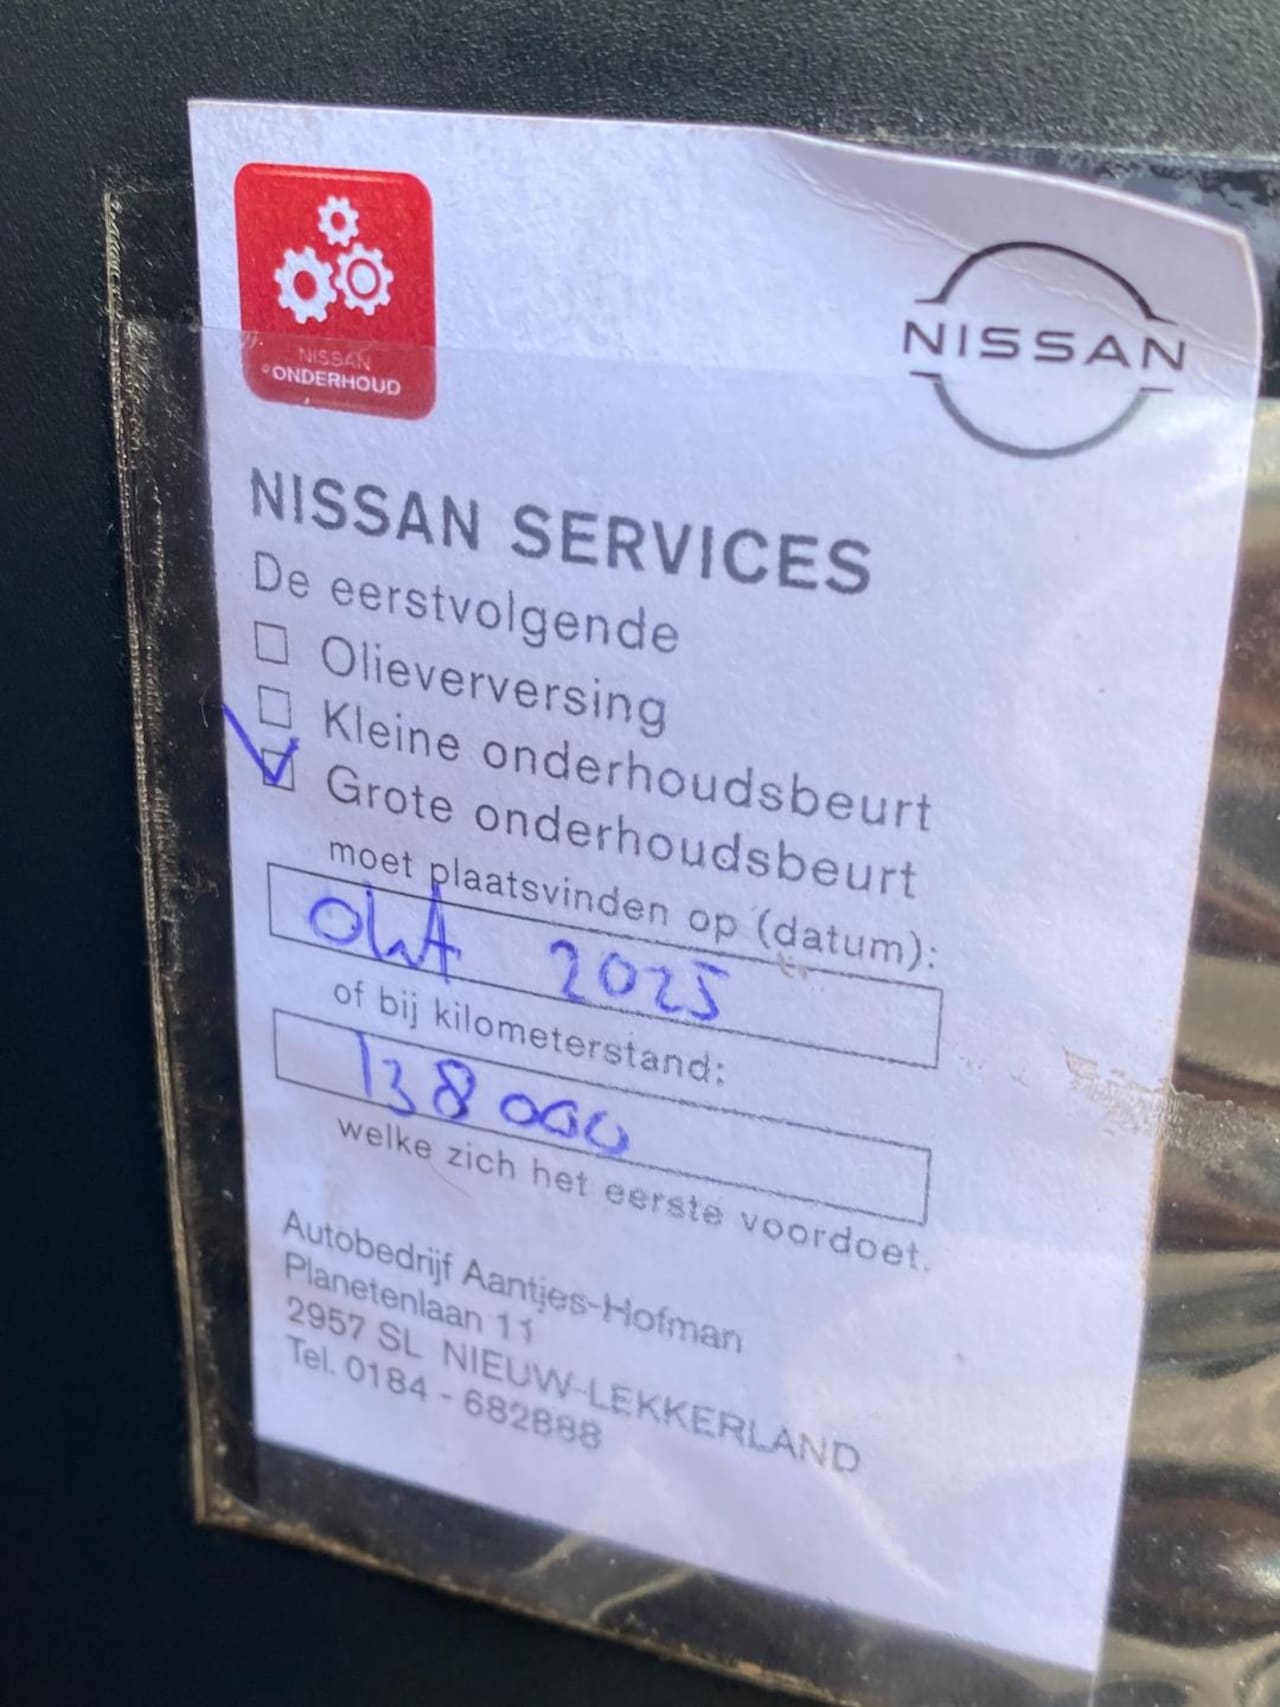 NISSAN
ONDERHOUD
NISSAN
NISSAN SERVICES
De eerstvolgende
Olieverversing
Kleine onderhoudsbeurt
Grote onderhoudsbeurt
moet plaatsvinden op (datum):
okt 2025
of bij kilometerstand:
138000
welke zich het eerste voordoet.
Autobedrijf Aantjes-Hofman
Planetenlaan 11
2957 SL NIEUW-LEKKERLAND
Tel. 0184 - 682888